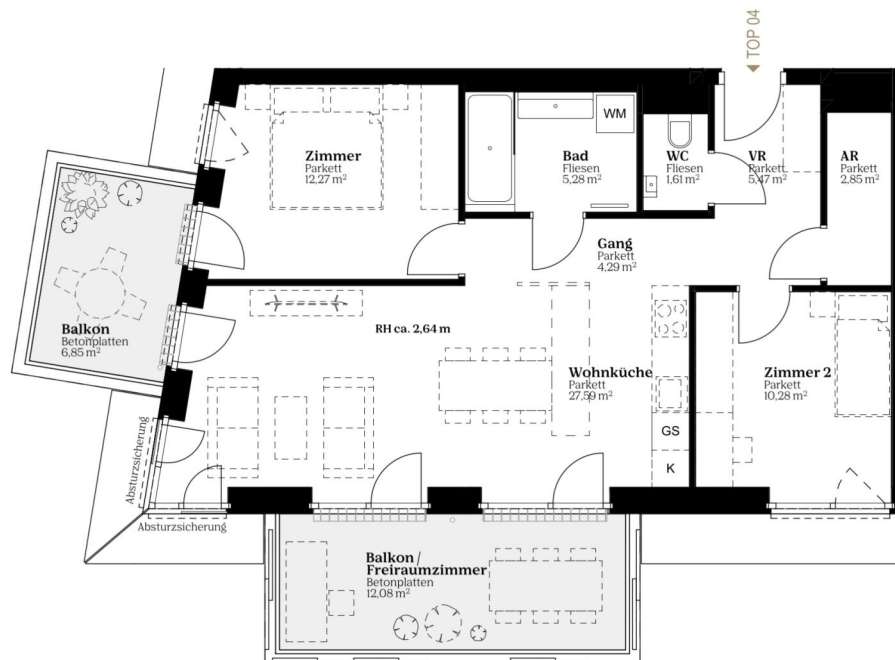 ◄ TOP 04
Zimmer
Parkett
12,27 m²
Bad
Fliesen
5,28 m²
WM
WC
Fliesen
1,61 m²
VR
Parkett
5,47 m²
AR
Parkett
2,85 m²
Gang
Parkett
4,29 m²
Balkon
Betonplatten
6,85 m²
RH ca. 2,64 m
Wohnküche
Parkett
27,59 m²
Zimmer 2
Parkett
10,28 m²
GS
K
Absturzsicherung
Absturzsicherung
Balkon /
Freiraumzimmer
Betonplatten
12,08 m²